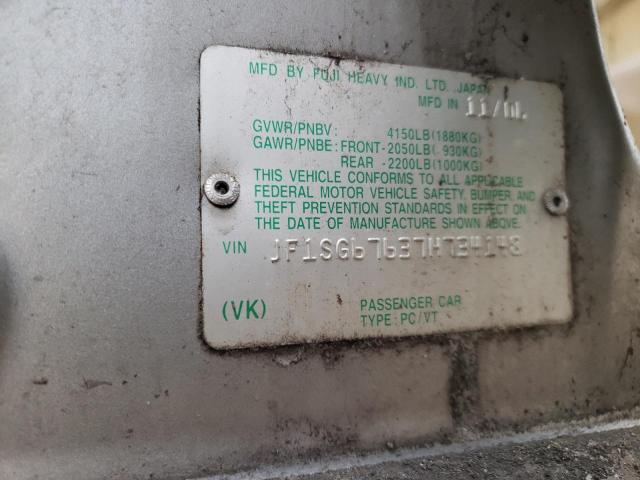 MFD BY FUJI HEAVY IND. LTD. JAPAN
MFD IN 11/06
GVWR/PNBV: 4150LB(1880KG)
GAWR/PNBE: FRONT-2050LB( 930KG)
REAR -2200LB(1000KG)
THIS VEHICLE CONFORMS TO ALL APPLICABLE
FEDERAL MOTOR VEHICLE SAFETY, BUMPER, AND
THEFT PREVENTION STANDARDS IN EFFECT ON
THE DATE OF MANUFACTURE SHOWN ABOVE.
VIN JF1SG67637H734148
(VK) PASSENGER CAR
TYPE: PC/VT